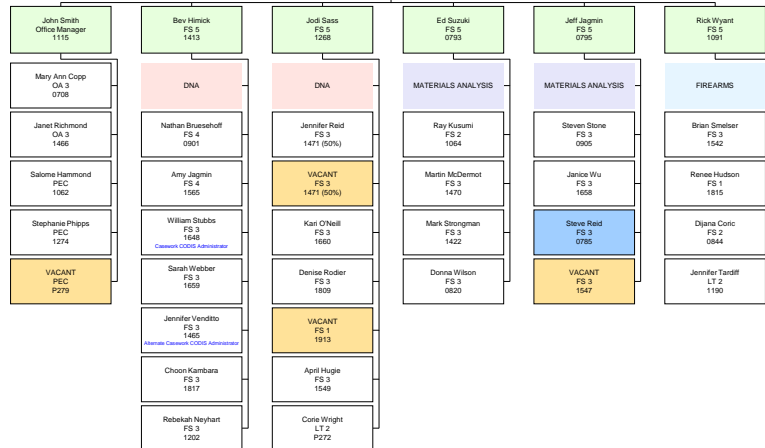 John Smith
Office Manager
1115
Mary Ann Copp
OA 3
0708
Janet Richmond
OA 3
1466
Salome Hammond
PEC
1062
Stephanie Phipps
PEC
1274
VACANT
PEC
P279
Bev Himick
FS 5
1413
DNA
Nathan Bruesehoff
FS 4
0901
Amy Jagmin
FS 4
1565
William Stubbs
FS 3
1648
Casework CODIS Administrator
Sarah Webber
FS 3
1659
Jennifer Venditto
FS 3
1465
Alternate Casework CODIS Administrator
Choon Kambara
FS 3
1817
Rebekah Neyhart
FS 3
1202
Jodi Sass
FS 5
1268
DNA
Jennifer Reid
FS 3
1471 (50%)
VACANT
FS 3
1471 (50%)
Kari O'Neill
FS 3
1660
Denise Rodier
FS 3
1809
VACANT
FS 1
1913
April Hugie
FS 3
1549
Corie Wright
LT 2
P272
Ed Suzuki
FS 5
0793
MATERIALS ANALYSIS
Ray Kusumi
FS 2
1064
Martin McDermot
FS 3
1470
Mark Strongman
FS 3
1422
Donna Wilson
FS 3
0820
Jeff Jagmin
FS 5
0795
MATERIALS ANALYSIS
Steven Stone
FS 3
0905
Janice Wu
FS 3
1658
Steve Reid
FS 3
0785
VACANT
FS 3
1547
Rick Wyant
FS 5
1091
FIREARMS
Brian Smelser
FS 3
1542
Renee Hudson
FS 1
1815
Dijana Coric
FS 2
0844
Jennifer Tardiff
LT 2
1190